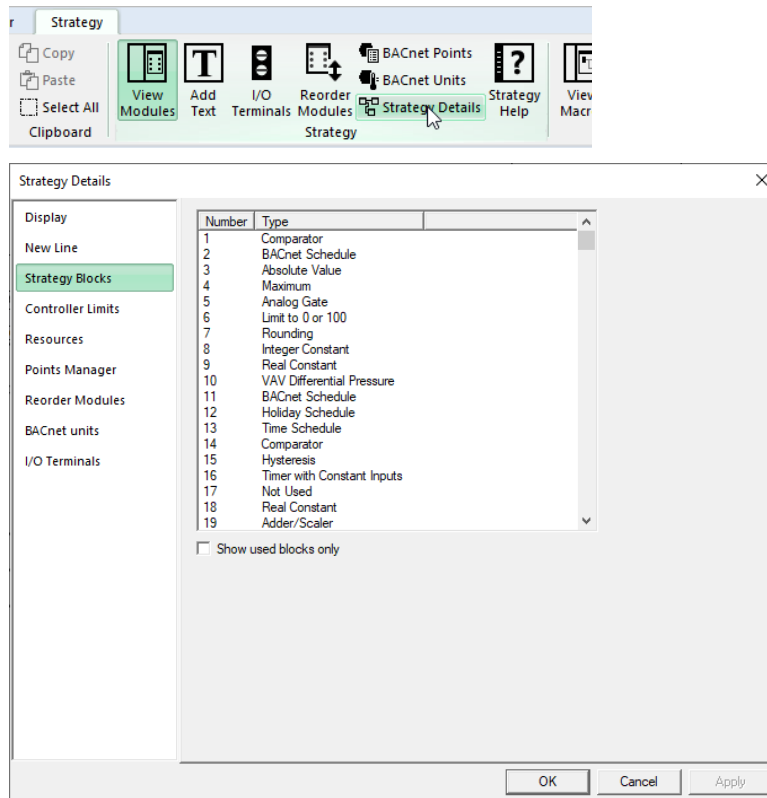 r Strategy
Copy
Paste
Select All
Clipboard
View Modules
Add Text
I/O Terminals
Reorder Modules
BACnet Points
BACnet Units
Strategy Details
Strategy Help
Strategy
Strategy Details
Display
New Line
Strategy Blocks
Controller Limits
Resources
Points Manager
Reorder Modules
BACnet units
I/O Terminals
Number Type
1 Comparator
2 BACnet Schedule
3 Absolute Value
4 Maximum
5 Analog Gate
6 Limit to 0 or 100
7 Rounding
8 Integer Constant
9 Real Constant
10 VAV Differential Pressure
11 BACnet Schedule
12 Holiday Schedule
13 Time Schedule
14 Comparator
15 Hysteresis
16 Timer with Constant Inputs
17 Not Used
18 Real Constant
19 Adder/Scaler
Show used blocks only
OK Cancel Apply